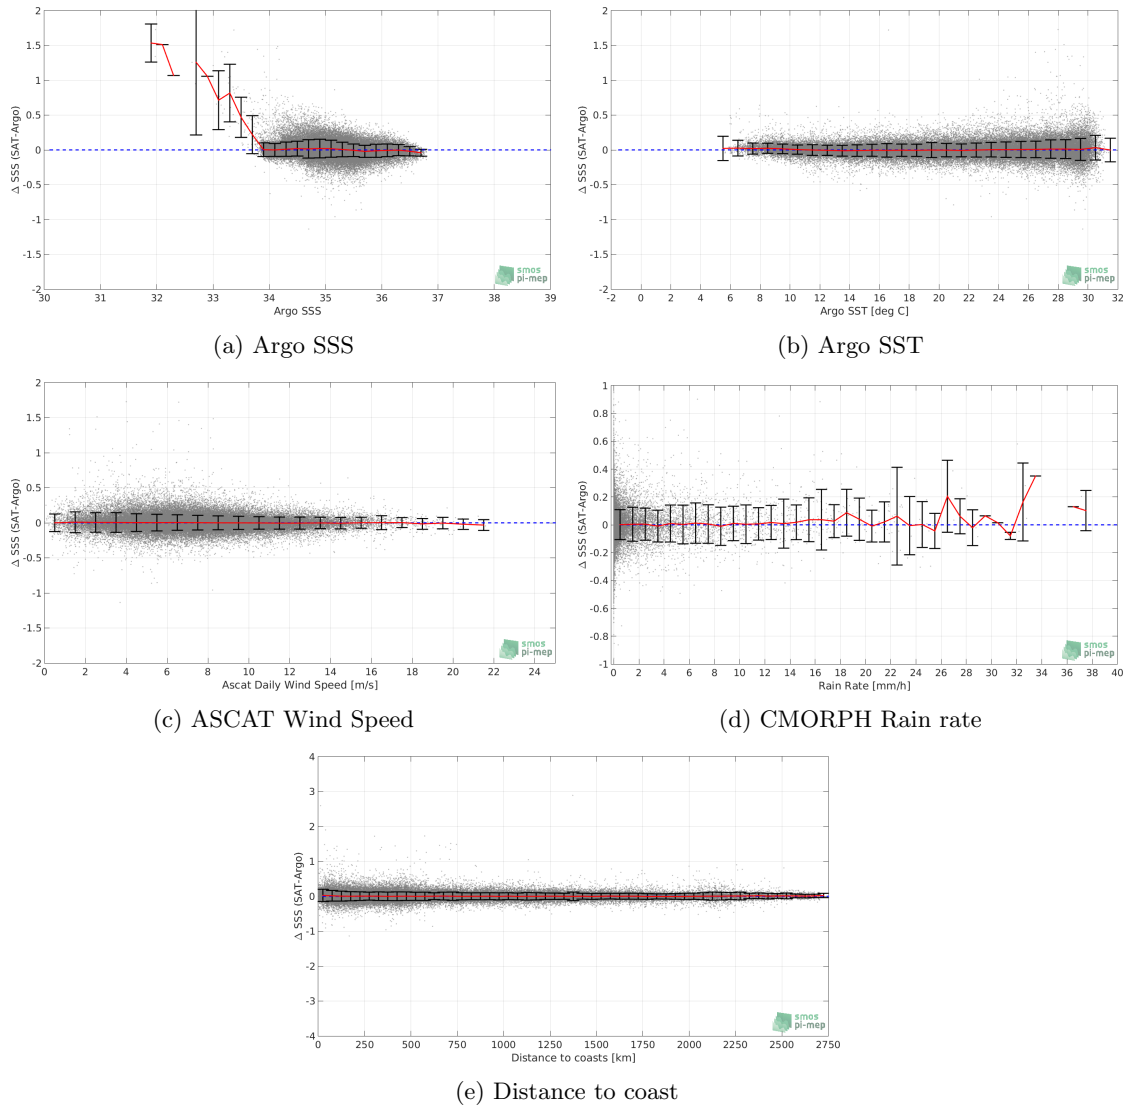 2
1.5
1
0.5
0
-0.5
-1
-1.5
-2
Δ SSS (SAT-Argo)
30 31 32 33 34 35 36 37 38 39
Argo SSS
smos
pi-mep
(a) Argo SSS
2
1.5
1
0.5
0
-0.5
-1
-1.5
-2
Δ SSS (SAT-Argo)
-2 0 2 4 6 8 10 12 14 16 18 20 22 24 26 28 30 32
Argo SST [deg C]
smos
pi-mep
(b) Argo SST
2
1.5
1
0.5
0
-0.5
-1
-1.5
-2
Δ SSS (SAT-Argo)
0 2 4 6 8 10 12 14 16 18 20 22 24
Ascat Daily Wind Speed [m/s]
smos
pi-mep
(c) ASCAT Wind Speed
1
0.8
0.6
0.4
0.2
0
-0.2
-0.4
-0.6
-0.8
-1
Δ SSS (SAT-Argo)
0 2 4 6 8 10 12 14 16 18 20 22 24 26 28 30 32 34 36 38 40
Rain Rate [mm/h]
smos
pi-mep
(d) CMORPH Rain rate
4
3
2
1
0
-1
-2
-3
-4
Δ SSS (SAT-Argo)
0 250 500 750 1000 1250 1500 1750 2000 2250 2500 2750
Distance to coasts [km]
smos
pi-mep
(e) Distance to coast